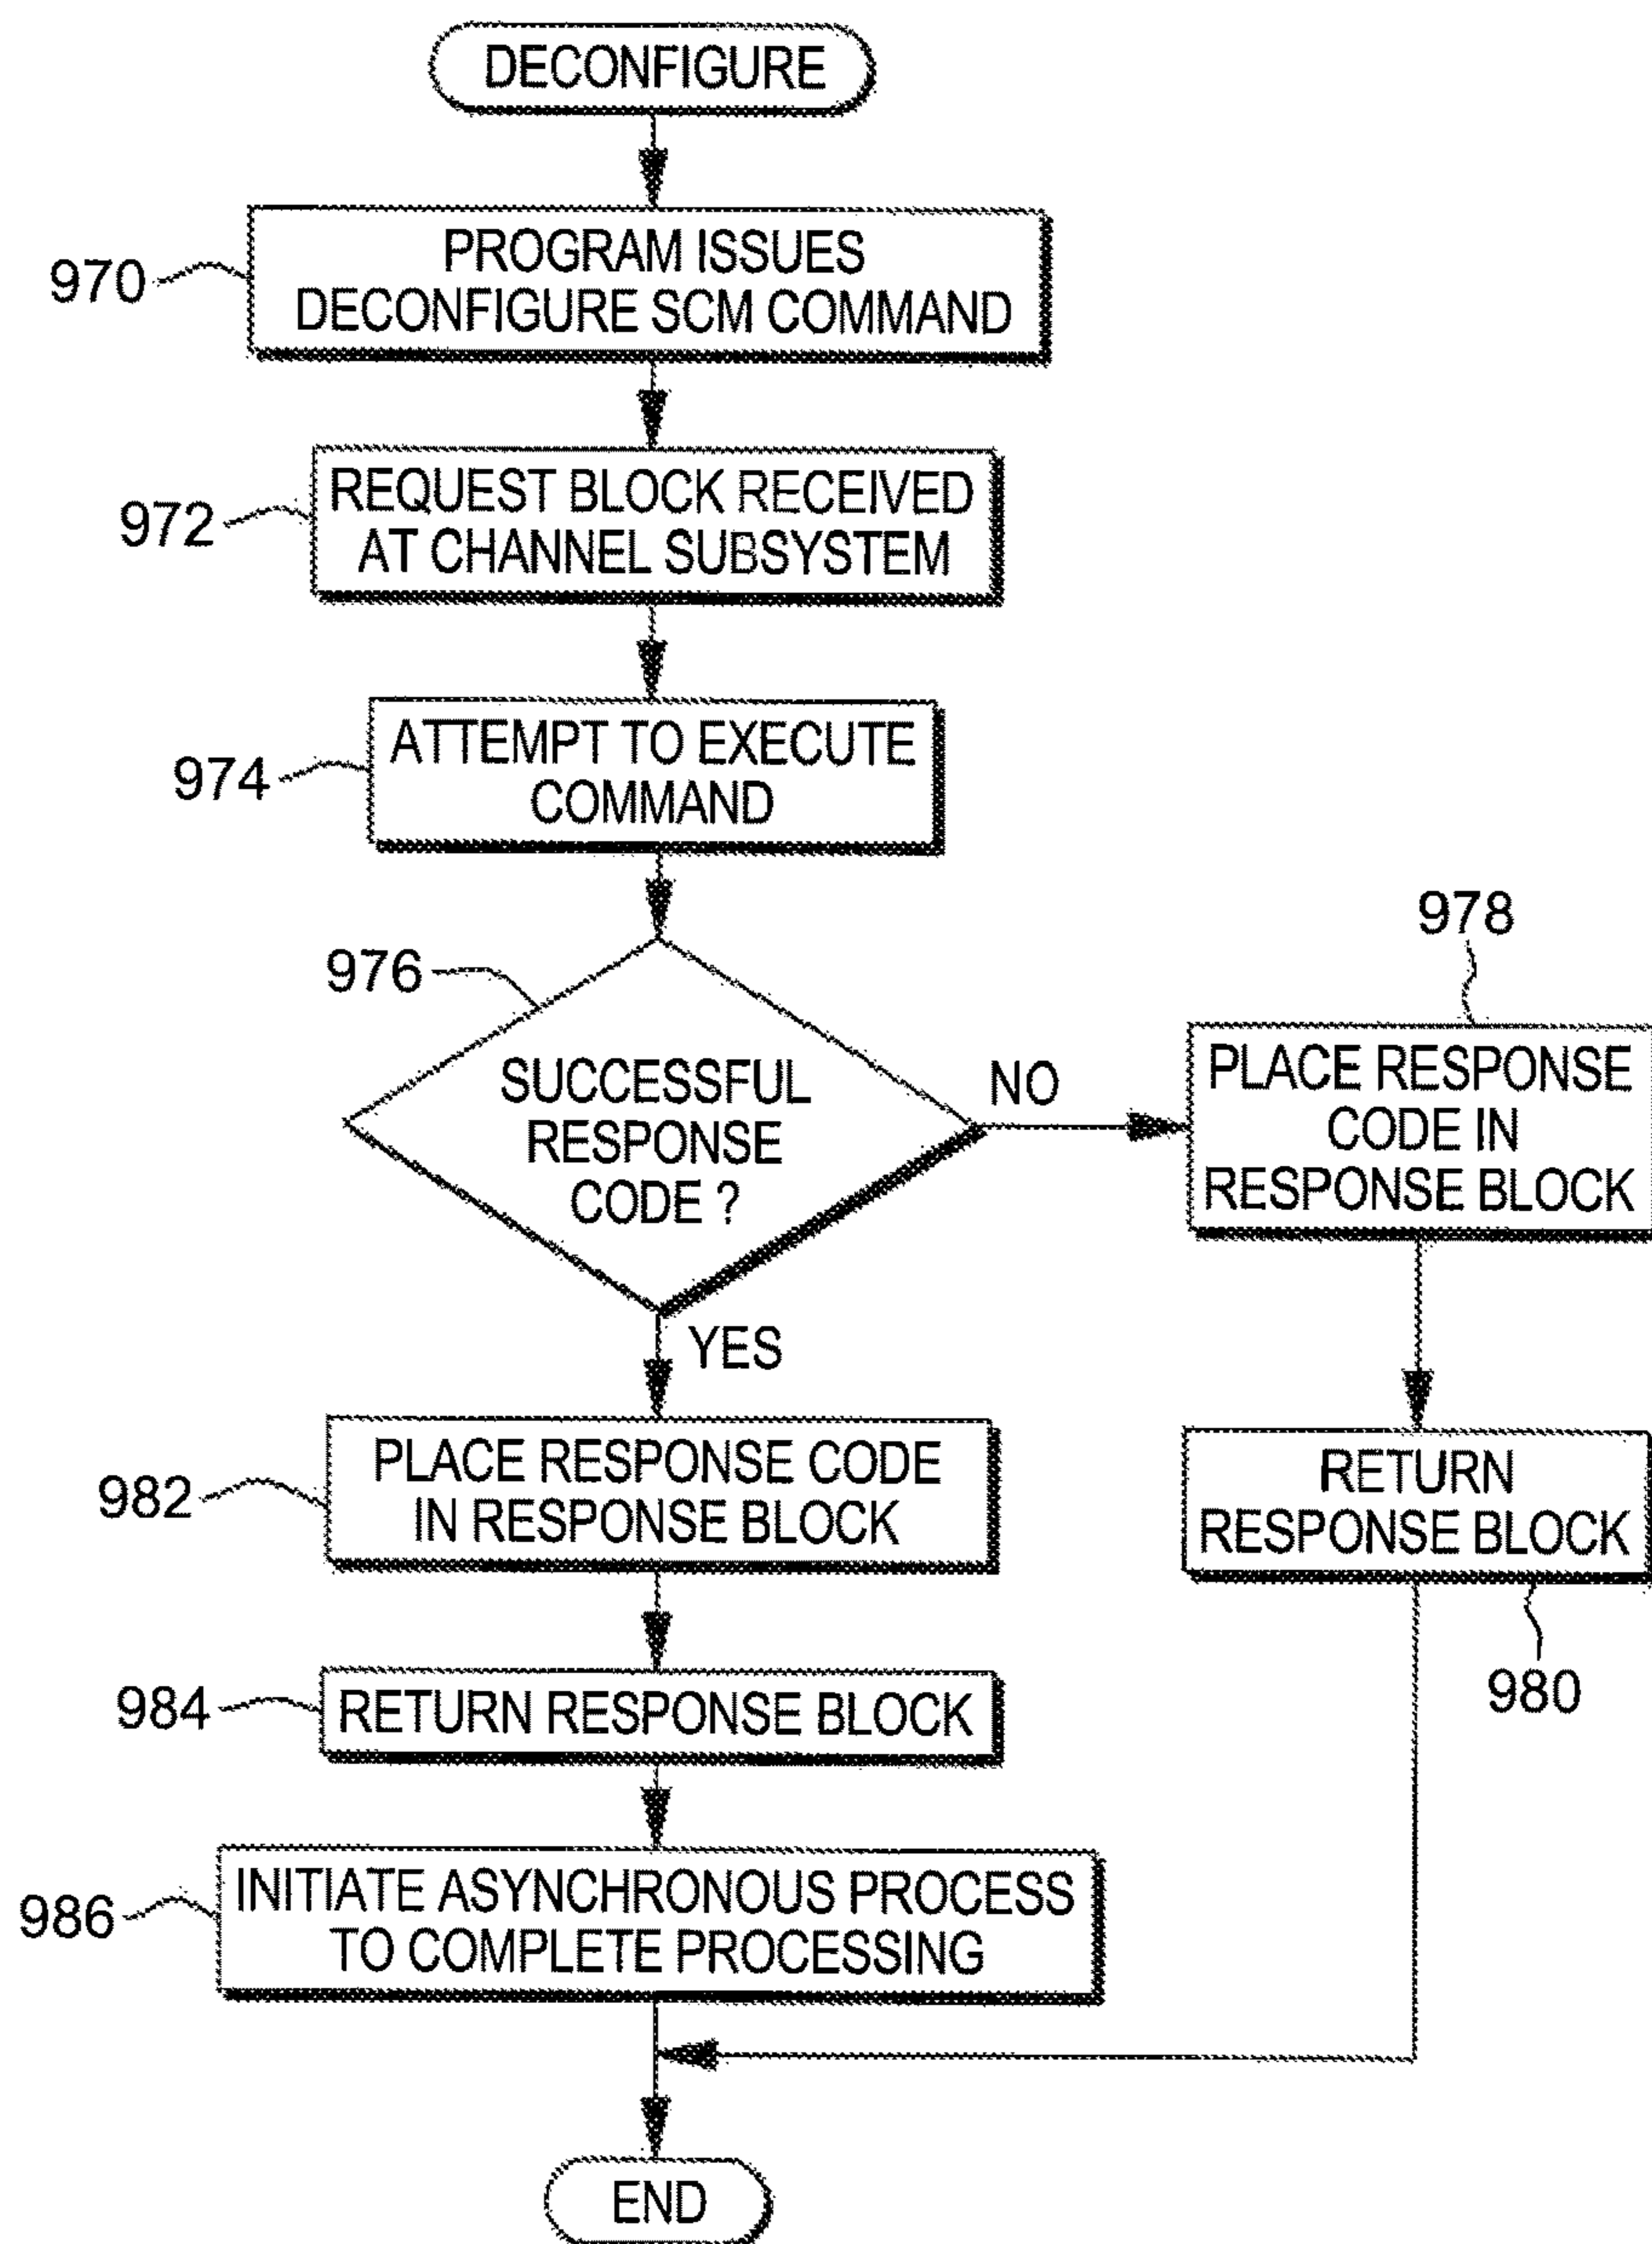 DECONFIGURE
970
PROGRAM ISSUES
DECONFIGURE SCM COMMAND
972
REQUEST BLOCK RECEIVED
AT CHANNEL SUBSYSTEM
974
ATTEMPT TO EXECUTE
COMMAND
976
SUCCESSFUL
RESPONSE
CODE ?
NO
978
PLACE RESPONSE
CODE IN
RESPONSE BLOCK
YES
982
PLACE RESPONSE CODE
IN RESPONSE BLOCK
RETURN
RESPONSE BLOCK
980
984
RETURN RESPONSE BLOCK
986
INITIATE ASYNCHRONOUS PROCESS
TO COMPLETE PROCESSING
END